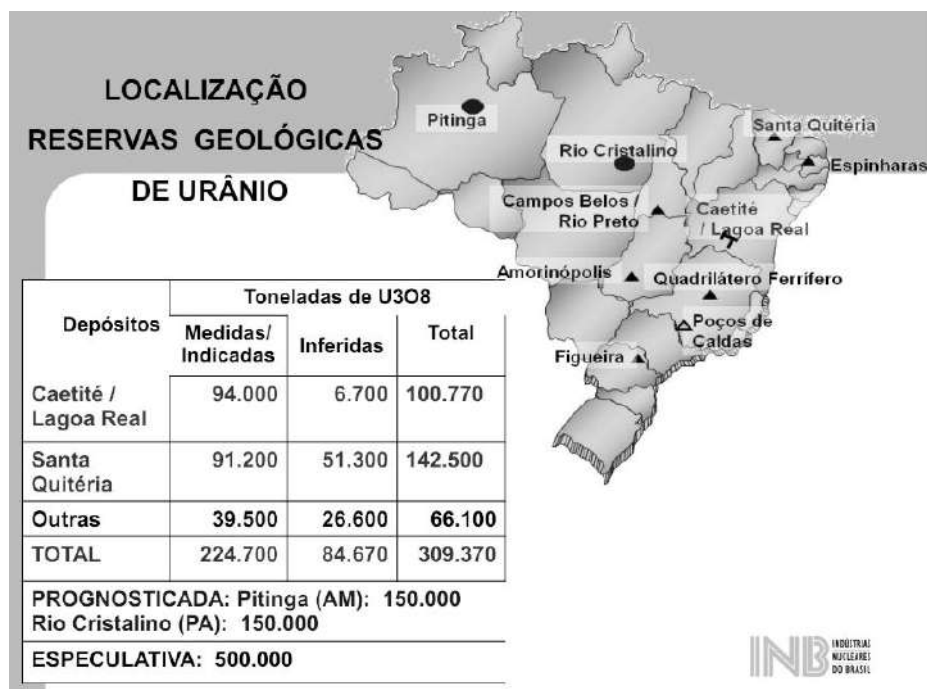 LOCALIZAÇÃO
RESERVAS GEOLÓGICAS
DE URÂNIO
Pitinga
Santa Quitéria
Rio Cristalino
Espinharas
Campos Belos /
Rio Preto
Caetité
/ Lagoa Real
Amorinópolis
Quadrilátero Ferrífero
Poços de
Caldas
Figueira
Depósitos
Toneladas de U3O8
Medidas/
Indicadas
Inferidas
Total
Caetité /
Lagoa Real
94.000 6.700 100.770
Santa
Quitéria
91.200 51.300 142.500
Outras 39.500 26.600 66.100
TOTAL 224.700 84.670 309.370
PROGNOSTICADA: Pitinga (AM): 150.000
Rio Cristalino (PA): 150.000
ESPECULATIVA: 500.000
INB
INDÚSTRIAS
NUCLEARES
DO BRASIL